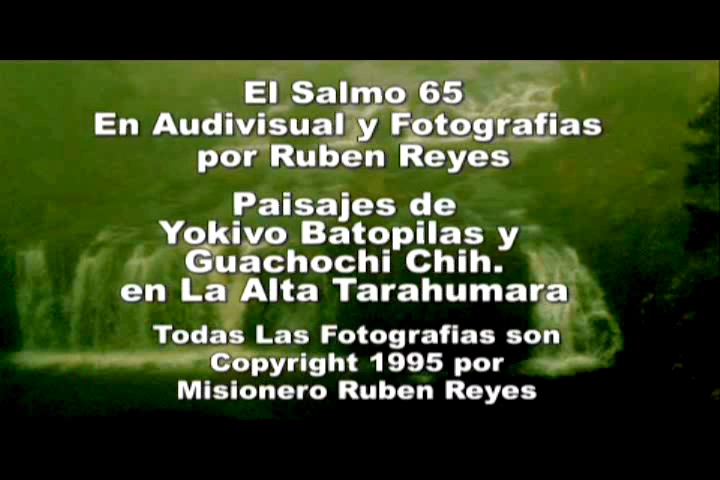 El Salmo 65
En Audivisual y Fotografias
por Ruben Reyes
Paisajes de
Yokivo Batopilas y
Guachochi Chih.
en La Alta Tarahumara
Todas Las Fotografias son
Copyright 1995 por
Misionero Ruben Reyes